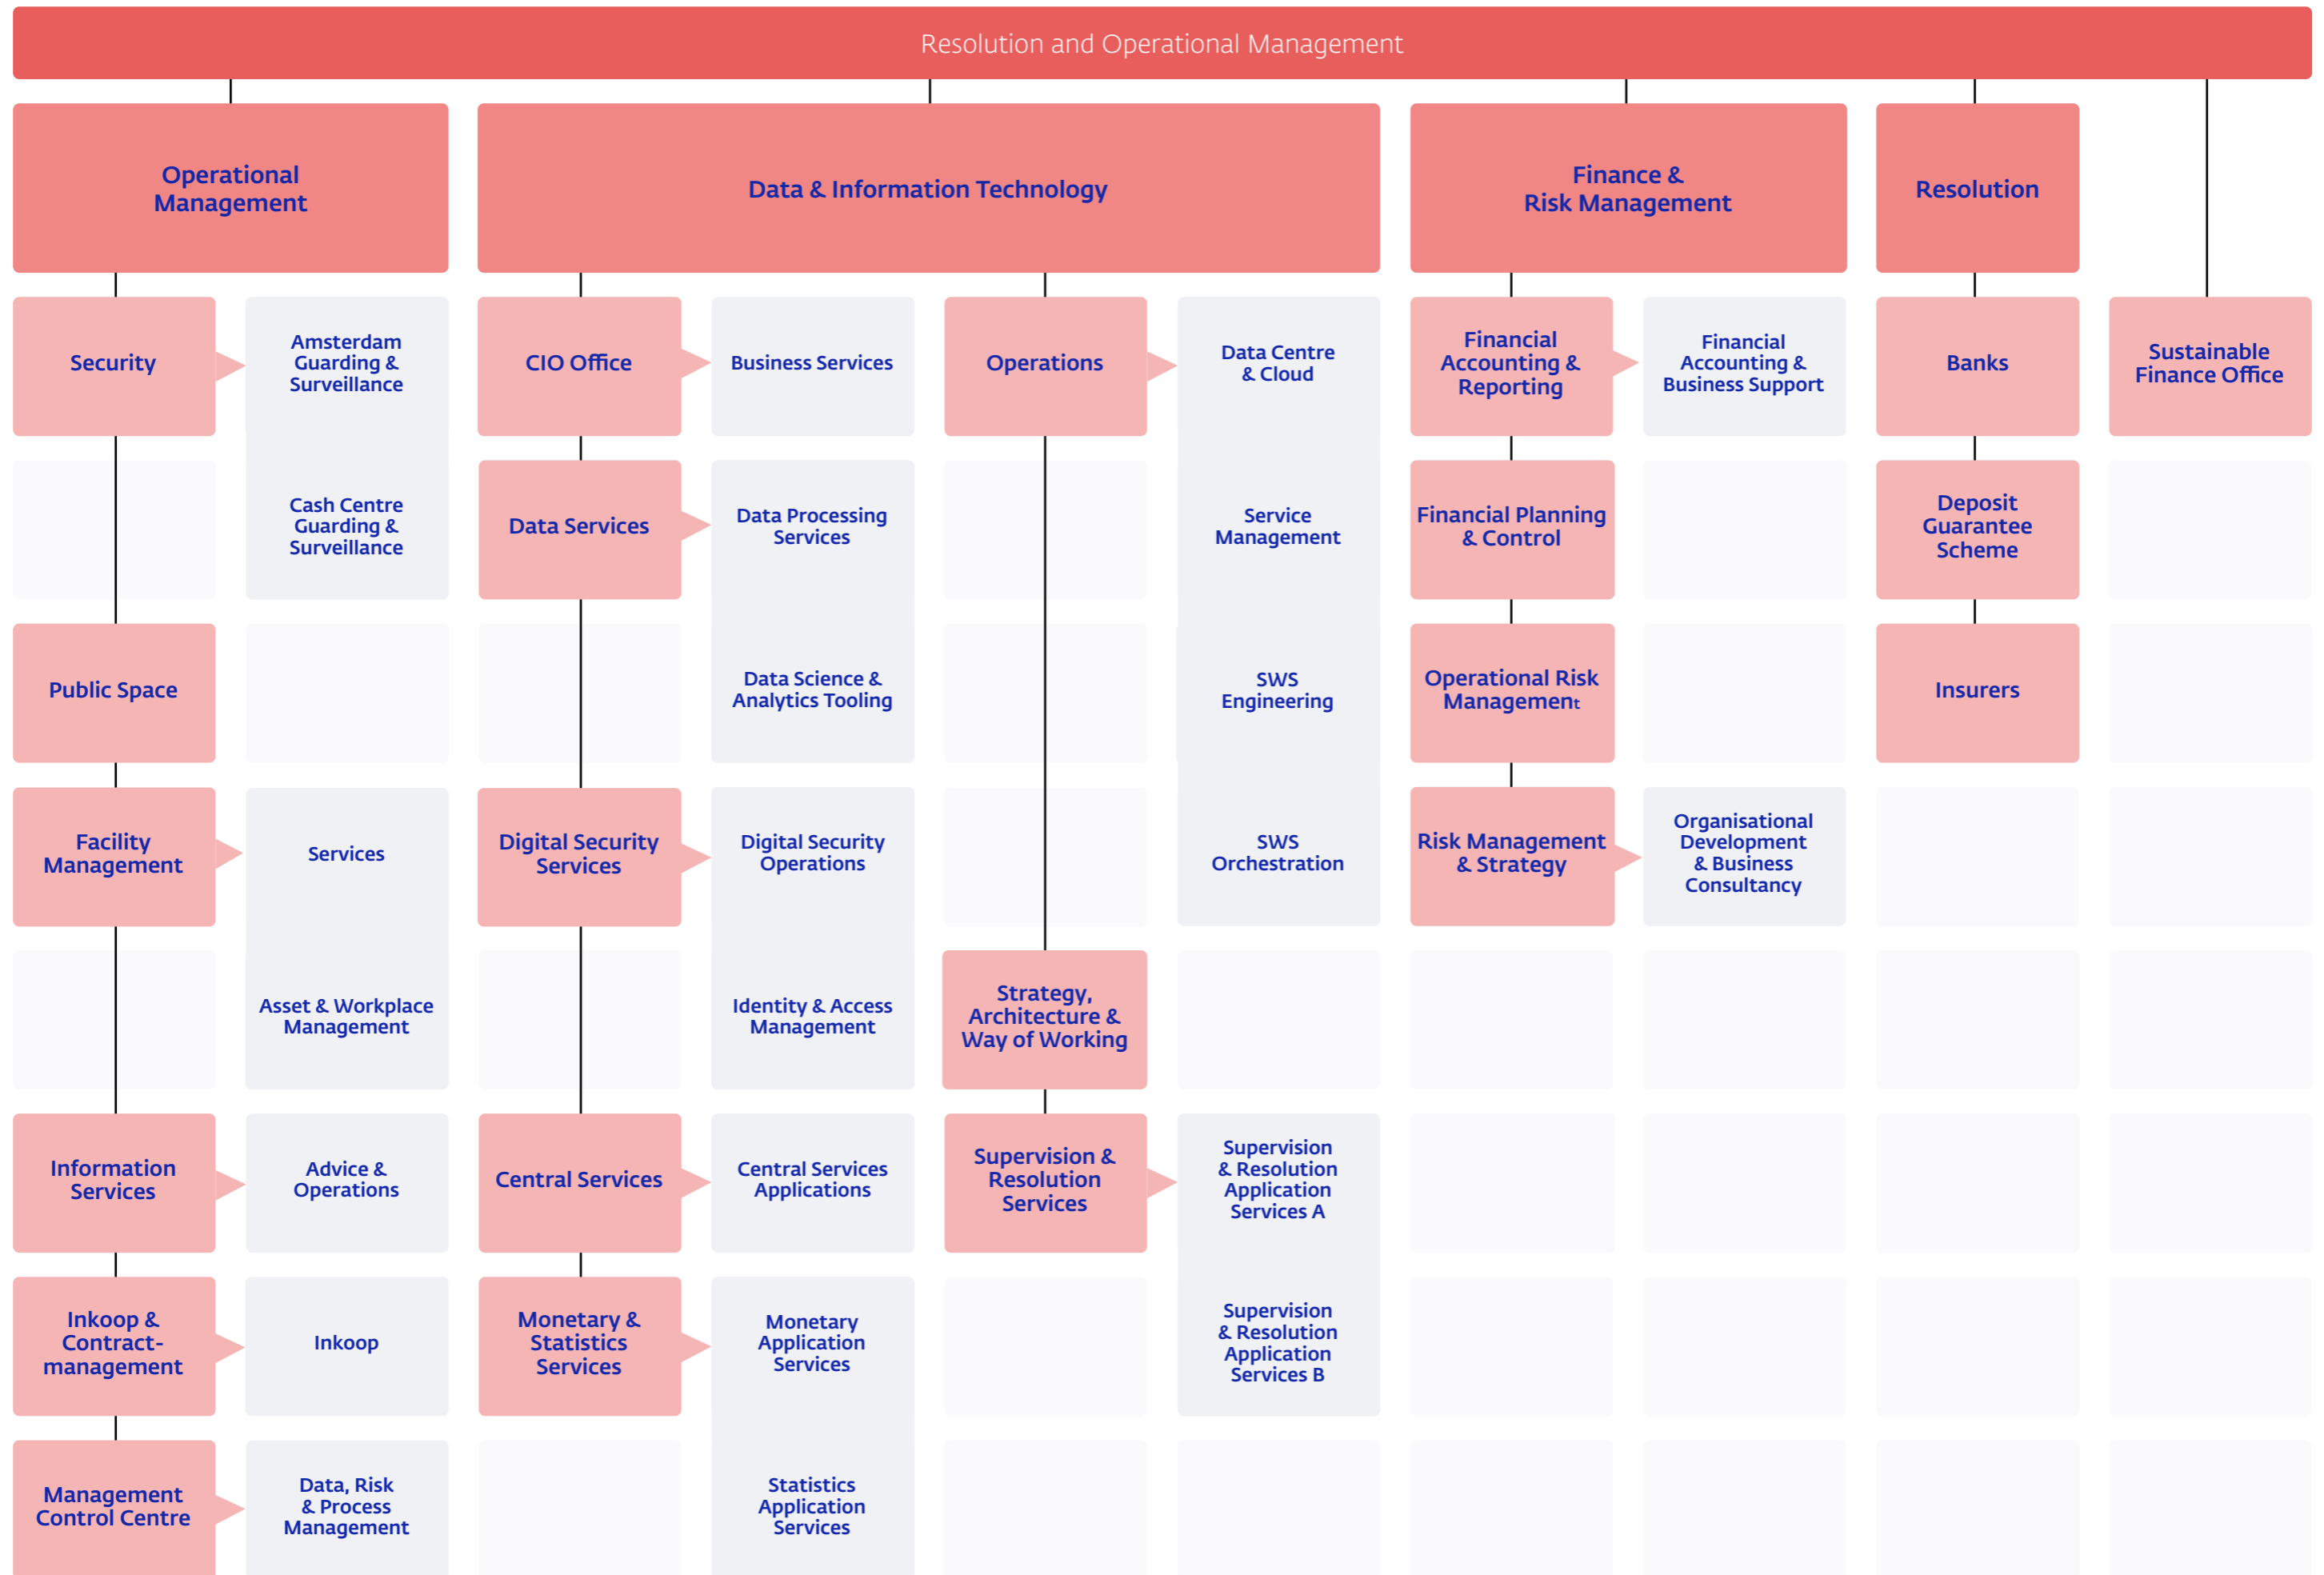 Resolution and Operational Management
Operational
Management
Data & Information Technology
Finance &
Risk Management
Resolution
Security
Amsterdam
Guarding &
Surveillance
CIO Office
Business Services
Operations
Data Centre
& Cloud
Financial
Accounting &
Reporting
Financial
Accounting &
Business Support
Banks
Sustainable
Finance Office
Cash Centre
Guarding &
Surveillance
Data Services
Data Processing
Services
Service
Management
Financial Planning
& Control
Deposit
Guarantee
Scheme
Public Space
Data Science &
Analytics Tooling
SWS
Engineering
Operational Risk
Management
Insurers
Facility
Management
Services
Digital Security
Services
Digital Security
Operations
SWS
Orchestration
Risk Management
& Strategy
Organisational
Development
& Business
Consultancy
Asset & Workplace
Management
Identity & Access
Management
Strategy,
Architecture &
Way of Working
Information
Services
Advice &
Operations
Central Services
Central Services
Applications
Supervision &
Resolution
Services
Supervision
& Resolution
Application
Services A
Inkoop &
Contract-
management
Inkoop
Monetary &
Statistics
Services
Monetary
Application
Services
Supervision
& Resolution
Application
Services B
Management
Control Centre
Data, Risk
& Process
Management
Statistics
Application
Services